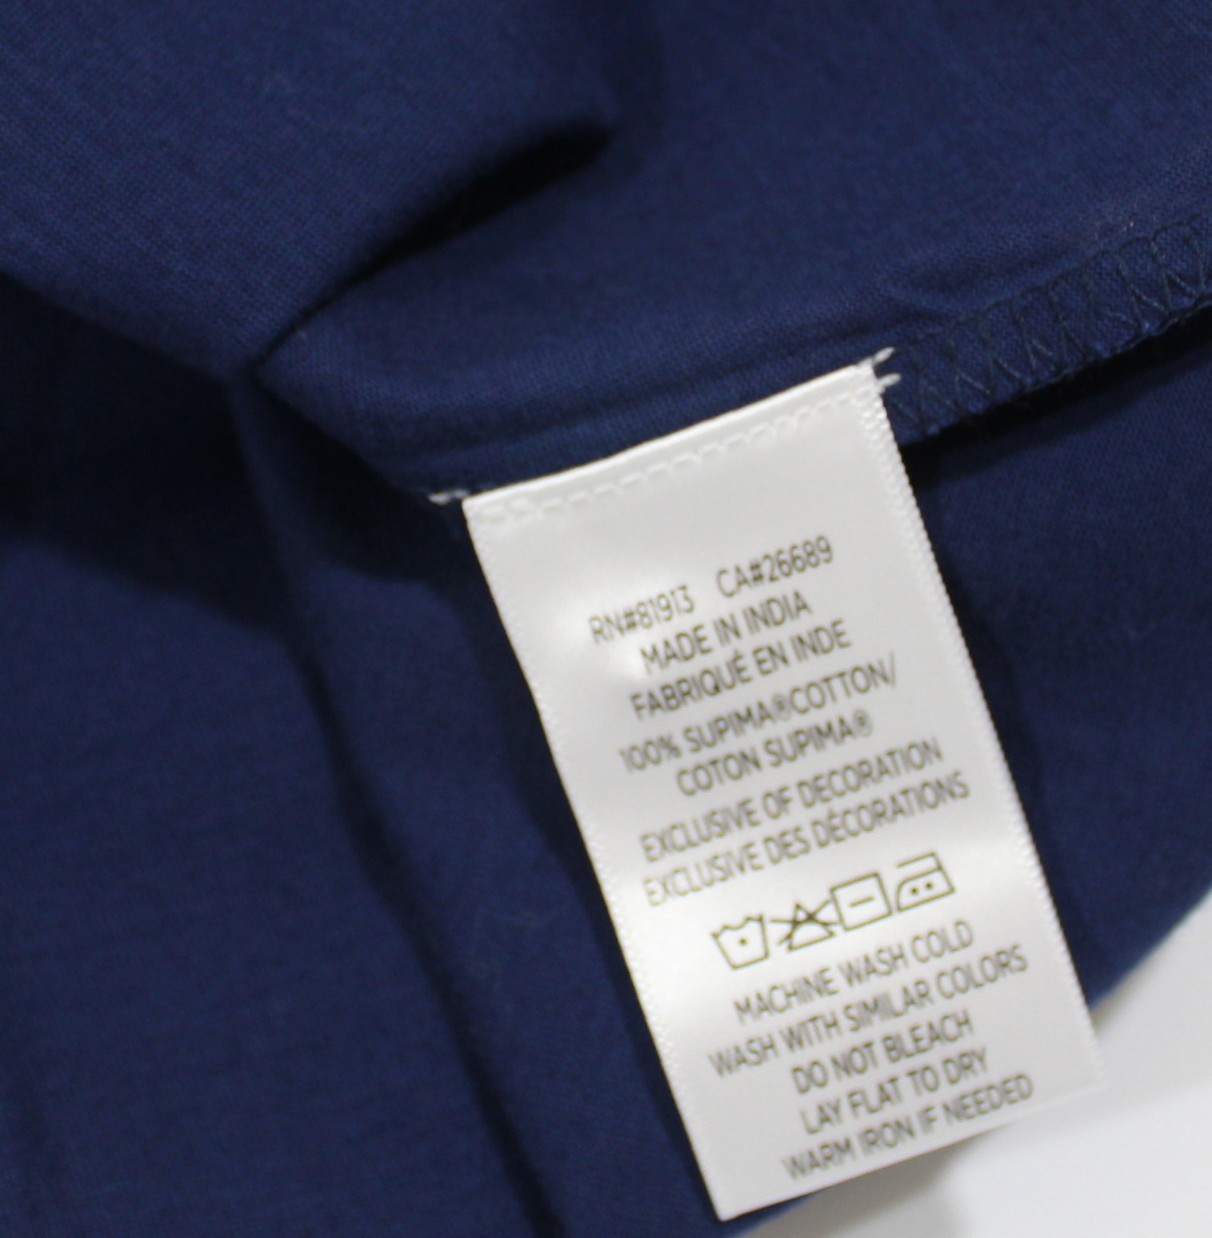 RN#81913 CA#26689
MADE IN INDIA
FABRIQUÉ EN INDE
100% SUPIMA®COTTON/
COTON SUPIMA®
EXCLUSIVE OF DECORATION
EXCLUSIVE DES DÉCORATIONS
MACHINE WASH COLD
WASH WITH SIMILAR COLORS
DO NOT BLEACH
LAY FLAT TO DRY
WARM IRON IF NEEDED